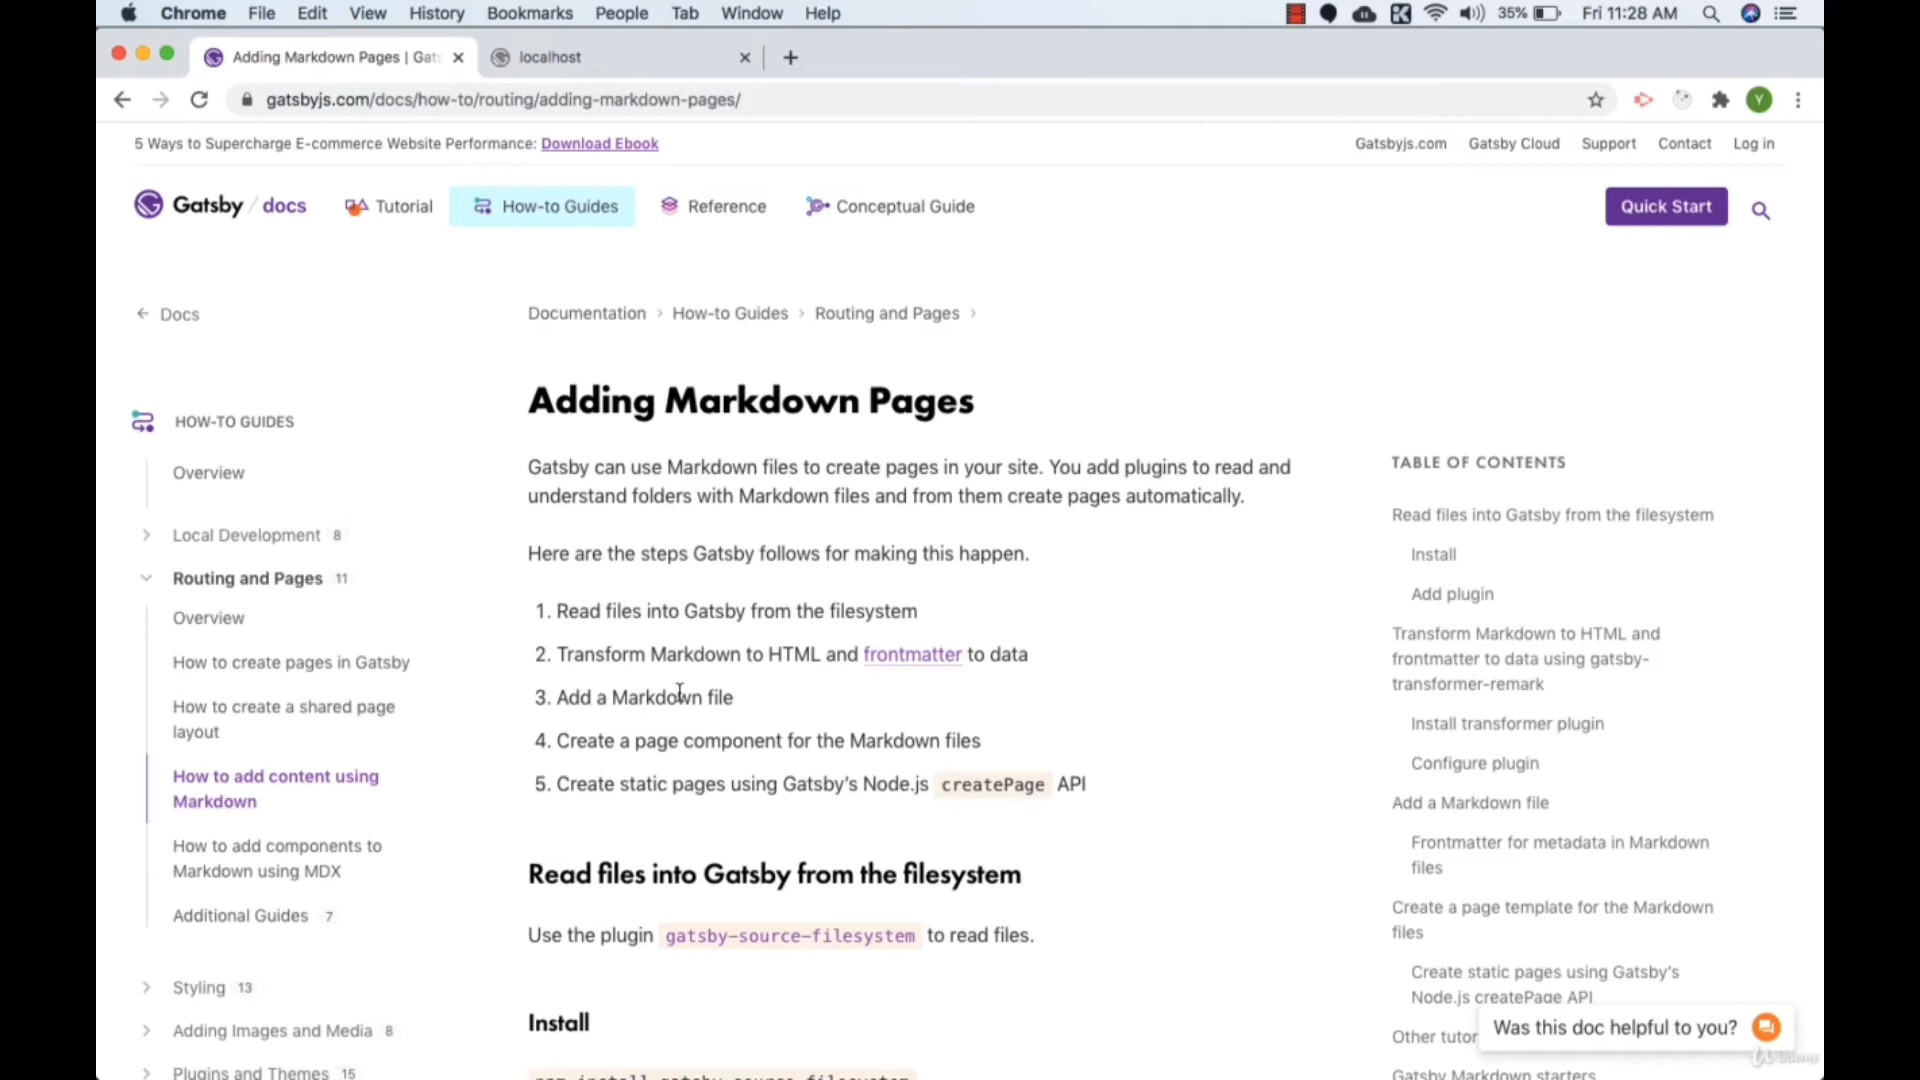 Chrome File Edit View History Bookmarks People Tab Window Help 35% Fri 11:28 AM
Adding Markdown Pages | Gats localhost
gatsbyjs.com/docs/how-to/routing/adding-markdown-pages/ Y
5 Ways to Supercharge E-commerce Website Performance: Download Ebook Gatsbyjs.com Gatsby Cloud Support Contact Log in
Gatsby / docs Tutorial How-to Guides Reference Conceptual Guide Quick Start
Docs
Documentation › How-to Guides › Routing and Pages ›
HOW-TO GUIDES
Overview
Local Development 8
Routing and Pages 11
Overview
How to create pages in Gatsby
How to create a shared page
layout
How to add content using
Markdown
How to add components to
Markdown using MDX
Additional Guides 7
Styling 13
Adding Images and Media 8
Plugins and Themes 15
Adding Markdown Pages
Gatsby can use Markdown files to create pages in your site. You add plugins to read and
understand folders with Markdown files and from them create pages automatically.
Here are the steps Gatsby follows for making this happen.
1. Read files into Gatsby from the filesystem
2. Transform Markdown to HTML and frontmatter to data
3. Add a Markdown file
4. Create a page component for the Markdown files
5. Create static pages using Gatsby's Node.js createPage API
Read files into Gatsby from the filesystem
Use the plugin gatsby-source-filesystem to read files.
Install
npm install gatsby-source-filesystem
TABLE OF CONTENTS
Read files into Gatsby from the filesystem
Install
Add plugin
Transform Markdown to HTML and
frontmatter to data using gatsby-
transformer-remark
Install transformer plugin
Configure plugin
Add a Markdown file
Frontmatter for metadata in Markdown
files
Create a page template for the Markdown
files
Create static pages using Gatsby's
Node.js createPage API
Other tutor
Gatsby Markdown starters
Was this doc helpful to you?
Udemy